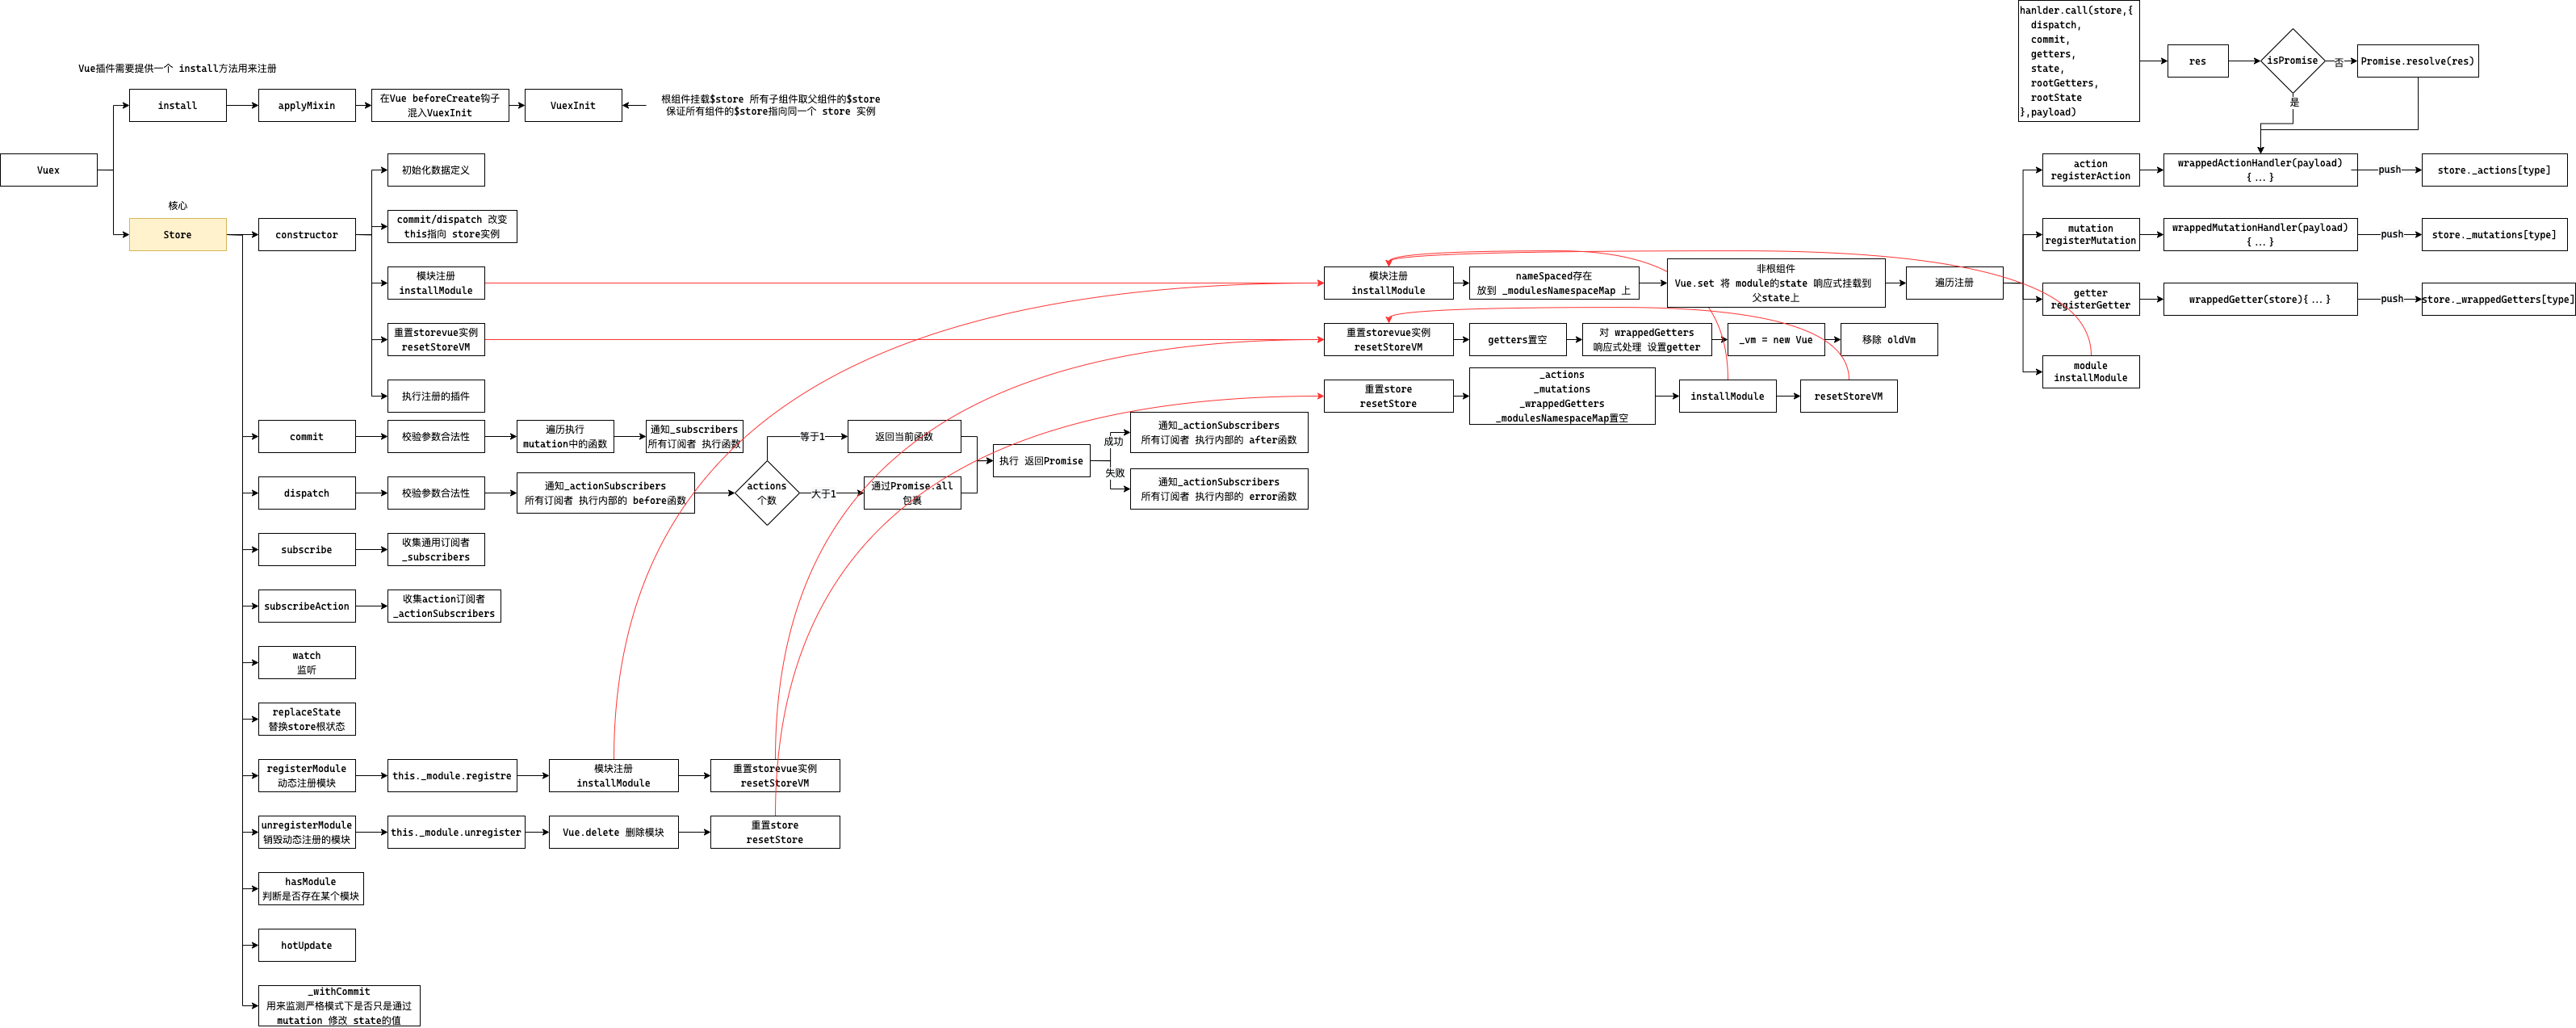 Vue插件需要提供一个 install方法用来注册
install
applyMixin
在Vue beforeCreate钩子
混入VuexInit
VuexInit
根组件挂载$store 所有子组件取父组件的$store
保证所有组件的$store指向同一个 store 实例
Vuex
核心
Store
constructor
初始化数据定义
commit/dispatch 改变
this指向 store实例
模块注册
installModule
重置storevue实例
resetStoreVM
执行注册的插件
commit
校验参数合法性
遍历执行
mutation中的函数
通知_subscribers
所有订阅者 执行函数
dispatch
校验参数合法性
通知_actionSubscribers
所有订阅者 执行内部的 before函数
actions
个数
等于1
返回当前函数
大于1
通过Promise.all
包裹
执行 返回Promise
成功
通知_actionSubscribers
所有订阅者 执行内部的 after函数
失败
通知_actionSubscribers
所有订阅者 执行内部的 error函数
subscribe
收集通用订阅者
_subscribers
subscribeAction
收集action订阅者
_actionSubscribers
watch
监听
replaceState
替换store根状态
registerModule
动态注册模块
this._module.registre
模块注册
installModule
重置storevue实例
resetStoreVM
unregisterModule
销毁动态注册的模块
this._module.unregister
Vue.delete 删除模块
重置store
resetStore
hasModule
判断是否存在某个模块
hotUpdate
_withCommit
用来监测严格模式下是否只是通过
mutation 修改 state的值
模块注册
installModule
nameSpaced存在
放到 _modulesNamespaceMap 上
非根组件
Vue.set 将 module的state 响应式挂载到
父state上
遍历注册
重置storevue实例
resetStoreVM
getters置空
对 wrappedGetters
响应式处理 设置getter
_vm = new Vue
移除 oldVm
重置store
resetStore
_actions
_mutations
_wrappedGetters
_modulesNamespaceMap置空
installModule
resetStoreVM
hanlder.call(store,{
dispatch,
commit,
getters,
state,
rootGetters,
rootState
},payload)
res
isPromise
否
Promise.resolve(res)
是
action
registerAction
wrappedActionHandler(payload)
{ ... }
push
store._actions[type]
mutation
registerMutation
wrappedMutationHandler(payload)
{ ... }
push
store._mutations[type]
getter
registerGetter
wrappedGetter(store){ ... }
push
store._wrappedGetters[type]
module
installModule